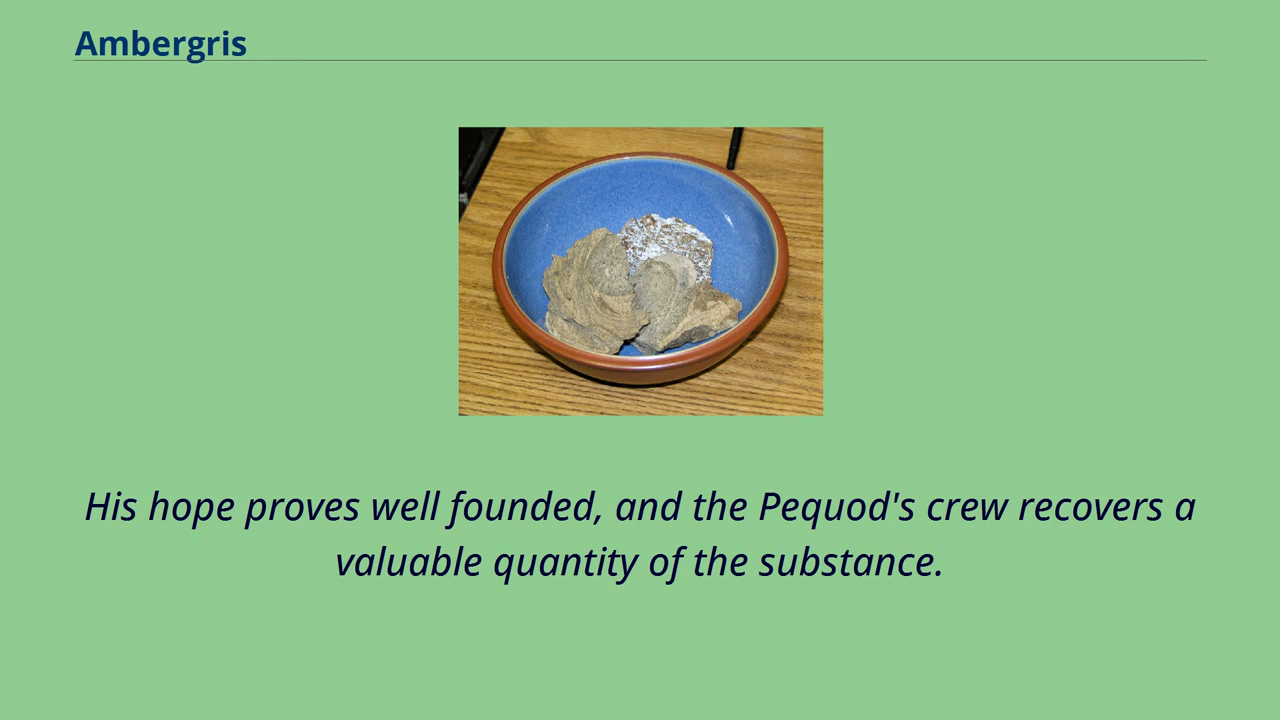 Ambergris
His hope proves well founded, and the Pequod's crew recovers a
valuable quantity of the substance.